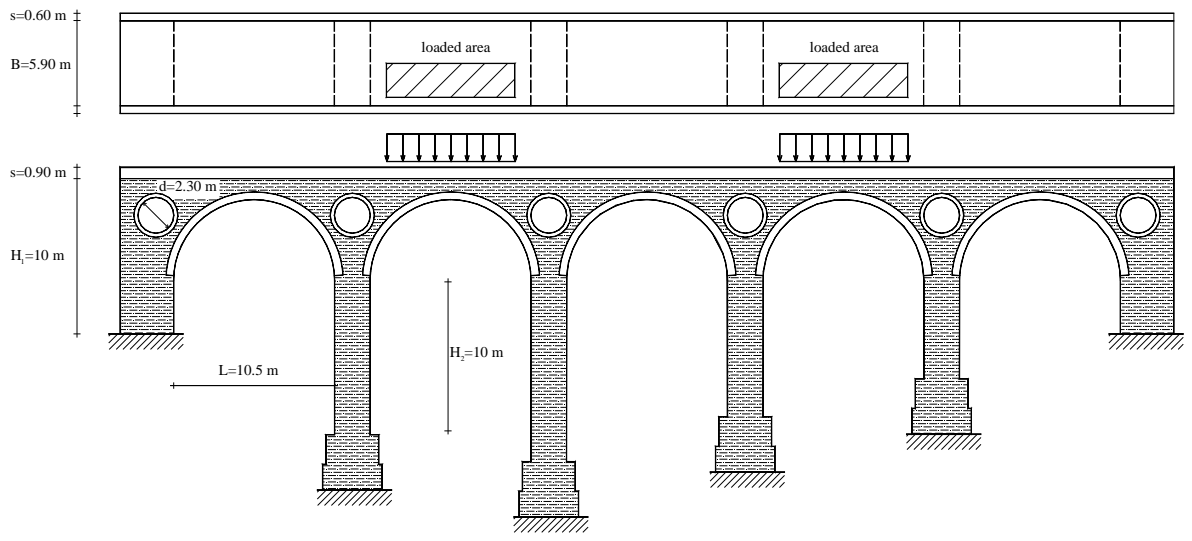 s=0.60 m
loaded area
loaded area
B=5.90 m
s=0.90 m
d=2.30 m
H₁=10 m
H₂=10 m
L=10.5 m